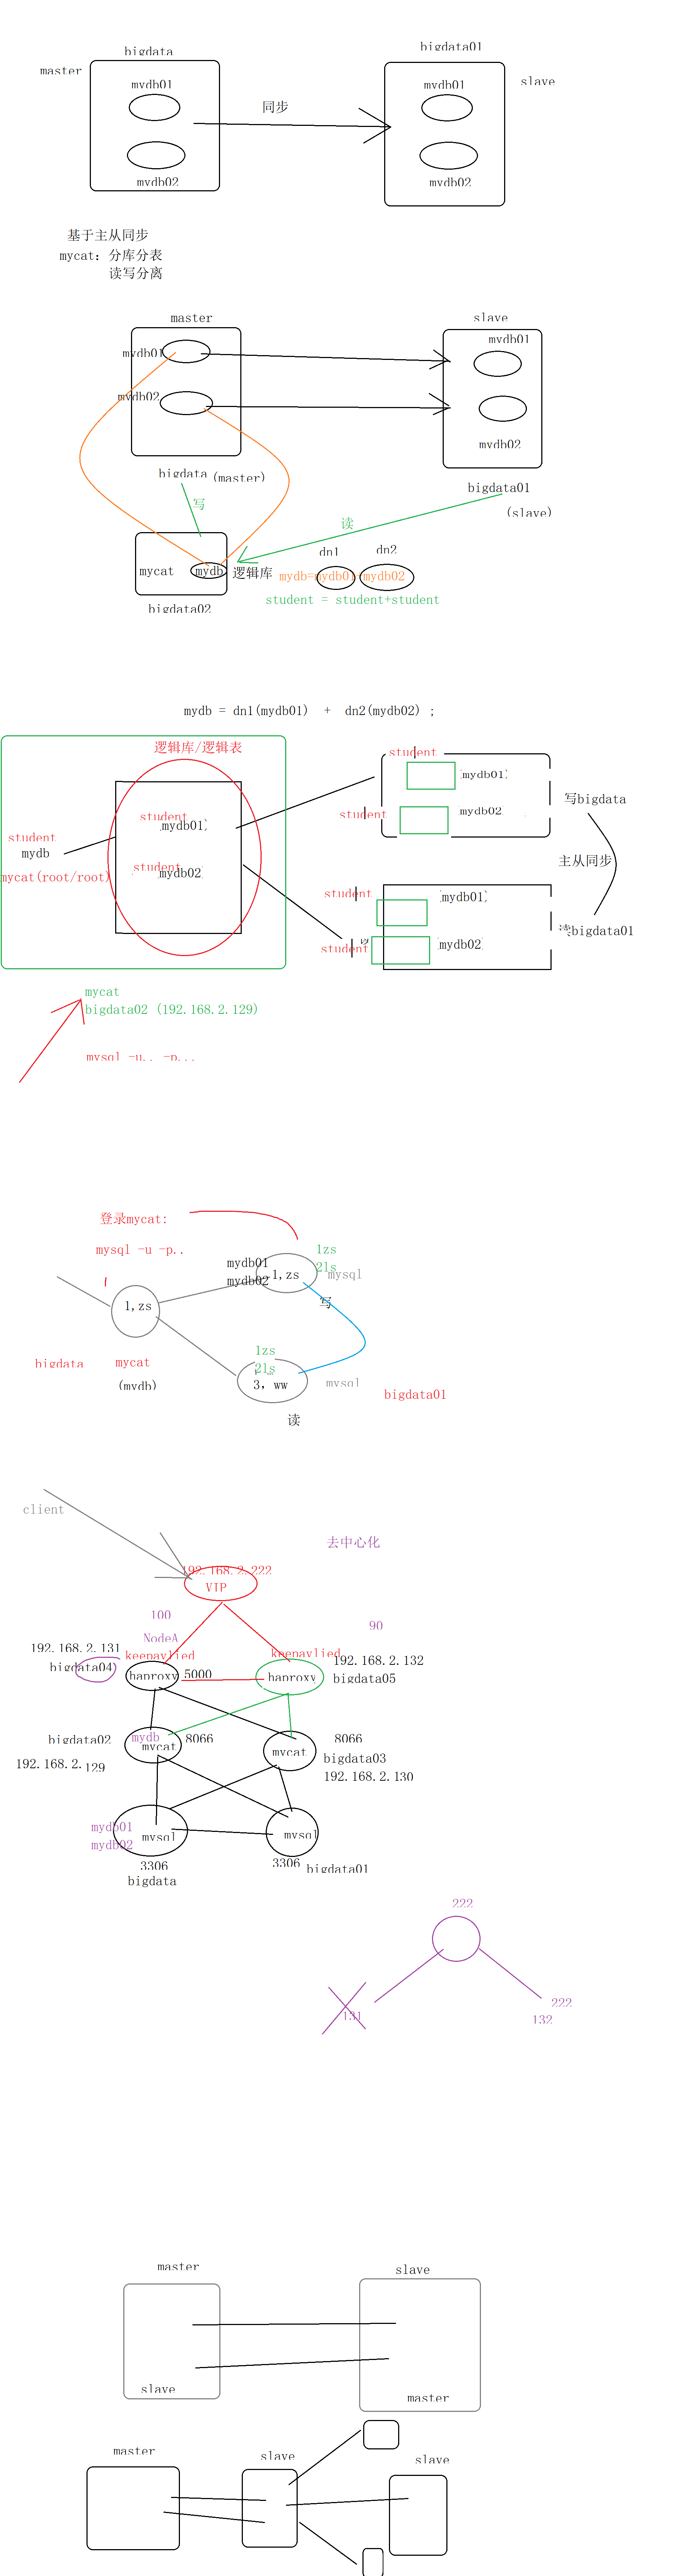 bigdata
bigdata01
master
slave
mydb01
mydb01
同步
mydb02
mydb02
基于主从同步
mycat: 分库分表
读写分离
master
slave
mydb01
mydb01
mydb02
mydb02
bigdata (master)
bigdata01
(slave)
写
读
dn1
dn2
mycat
mydb
逻辑库
mydb=mydb01+mydb02
student = student+student
bigdata02
mydb = dn1(mydb01) + dn2(mydb02) ;
逻辑库/逻辑表
student
(mydb01)
student
mydb02
写bigdata
student
(mydb01)
student
mydb
student
(mydb02)
mycat(root/root)
主从同步
student
(mydb01)
student
(mydb02)
读bigdata01
mycat
bigdata02 (192.168.2.129)
mysql -u.. -p...
登录mycat:
mysql -u -p..
mydb01
mydb02
1,zs
1zs
2ls
mysql
写
1,zs
1zs
2ls
3, ww
mysql
bigdata
mycat
(mydb)
bigdata01
读
client
去中心化
192.168.2.222
VIP
100
90
NodeA
192.168.2.131
keepavlied
keepavlied
192.168.2.132
bigdata04)
haproxy
5000
haproxy
bigdata05
bigdata02
mydb
mycat
8066
mycat
8066
bigdata03
192.168.2.129
192.168.2.130
mydb01
mydb02
mysql
mysql
3306
3306
bigdata
bigdata01
222
131
222
132
master
slave
slave
master
master
slave
slave